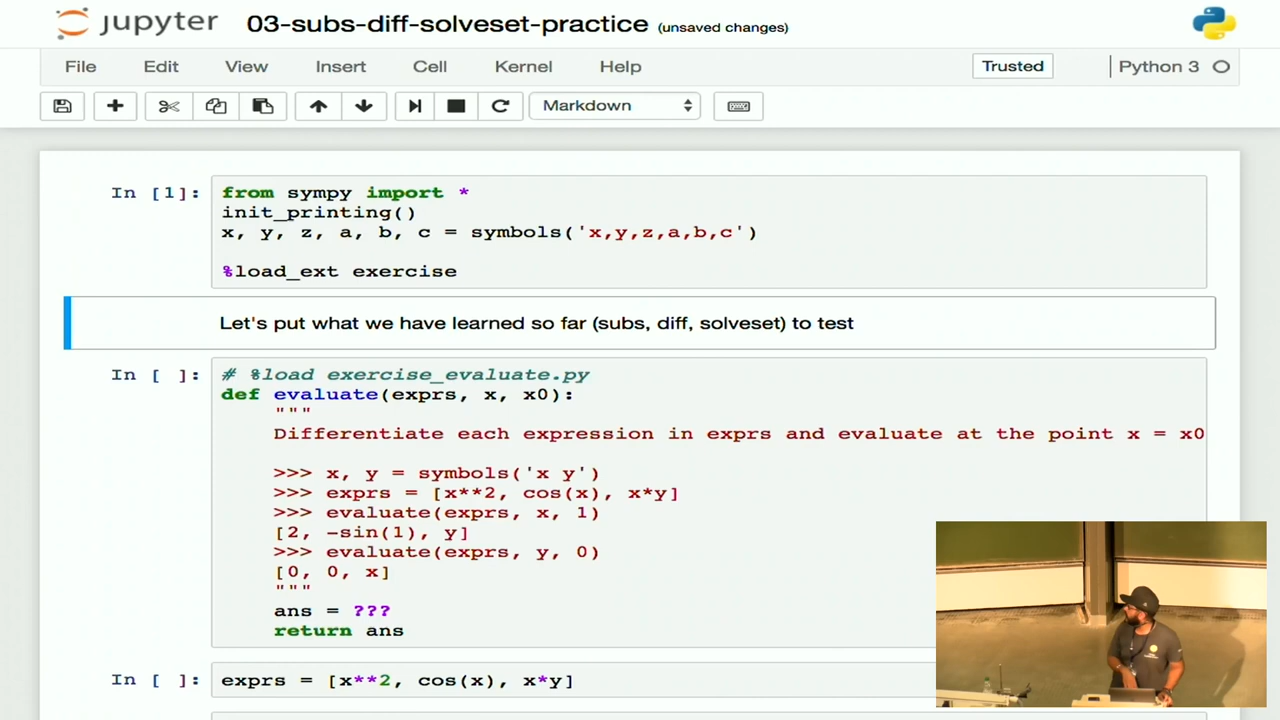 jupyter 03-subs-diff-solveset-practice (unsaved changes)
File Edit View Insert Cell Kernel Help Trusted Python 3
Markdown
In [1]: from sympy import *
init_printing()
x, y, z, a, b, c = symbols('x,y,z,a,b,c')
%load_ext exercise
Let's put what we have learned so far (subs, diff, solveset) to test
In [ ]: # %load exercise_evaluate.py
def evaluate(exprs, x, x0):
"""
Differentiate each expression in exprs and evaluate at the point x = x0
>>> x, y = symbols('x y')
>>> exprs = [x**2, cos(x), x*y]
>>> evaluate(exprs, x, 1)
[2, -sin(1), y]
>>> evaluate(exprs, y, 0)
[0, 0, x]
"""
ans = ???
return ans
In [ ]: exprs = [x**2, cos(x), x*y]